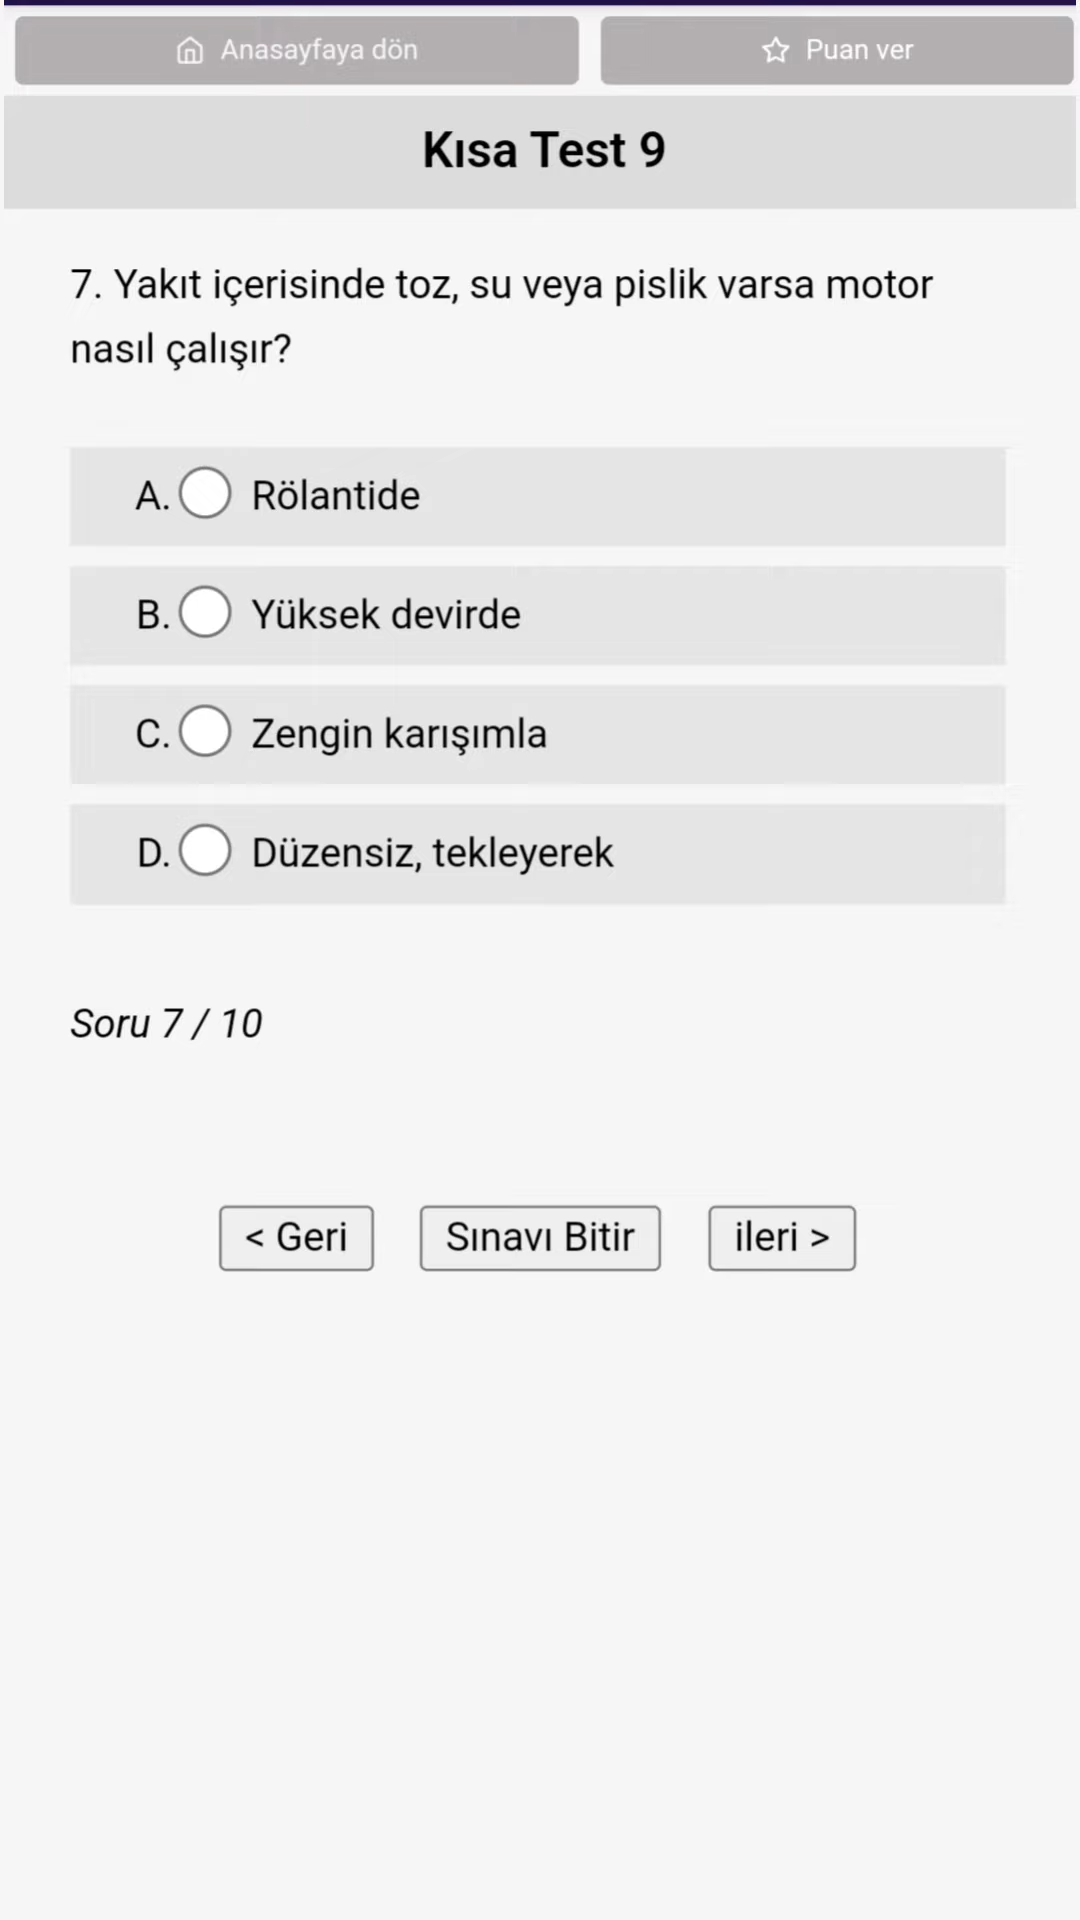 Anasayfaya dön
Puan ver
Kısa Test 9
7. Yakıt içerisinde toz, su veya pislik varsa motor
nasıl çalışır?
A. Rölantide
B. Yüksek devirde
C. Zengin karışımla
D. Düzensiz, tekleyerek
Soru 7 / 10
< Geri
Sınavı Bitir
ileri >